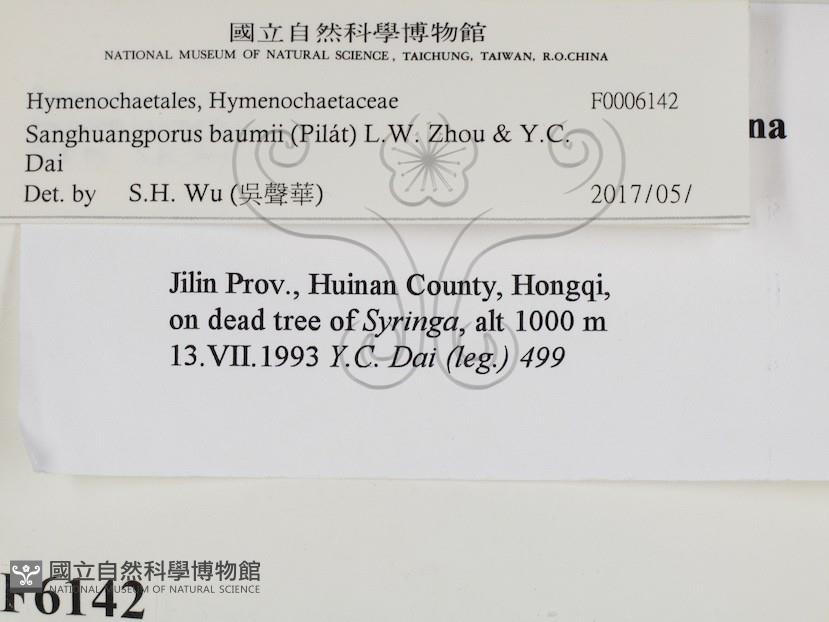 國立自然科學博物館
NATIONAL MUSEUM OF NATURAL SCIENCE, TAICHUNG, TAIWAN, R.O.CHINA
Hymenochaetales, Hymenochaetaceae F0006142
Sanghuangporus baumii (Pilát) L.W. Zhou & Y.C.
Dai
Det. by S.H. Wu (吳聲華) 2017/05/
na
Jilin Prov., Huinan County, Hongqi,
on dead tree of Syringa, alt 1000 m
13.VII.1993 Y.C. Dai (leg.) 499
國立自然科學博物館
NATIONAL MUSEUM OF NATURAL SCIENCE
F6142